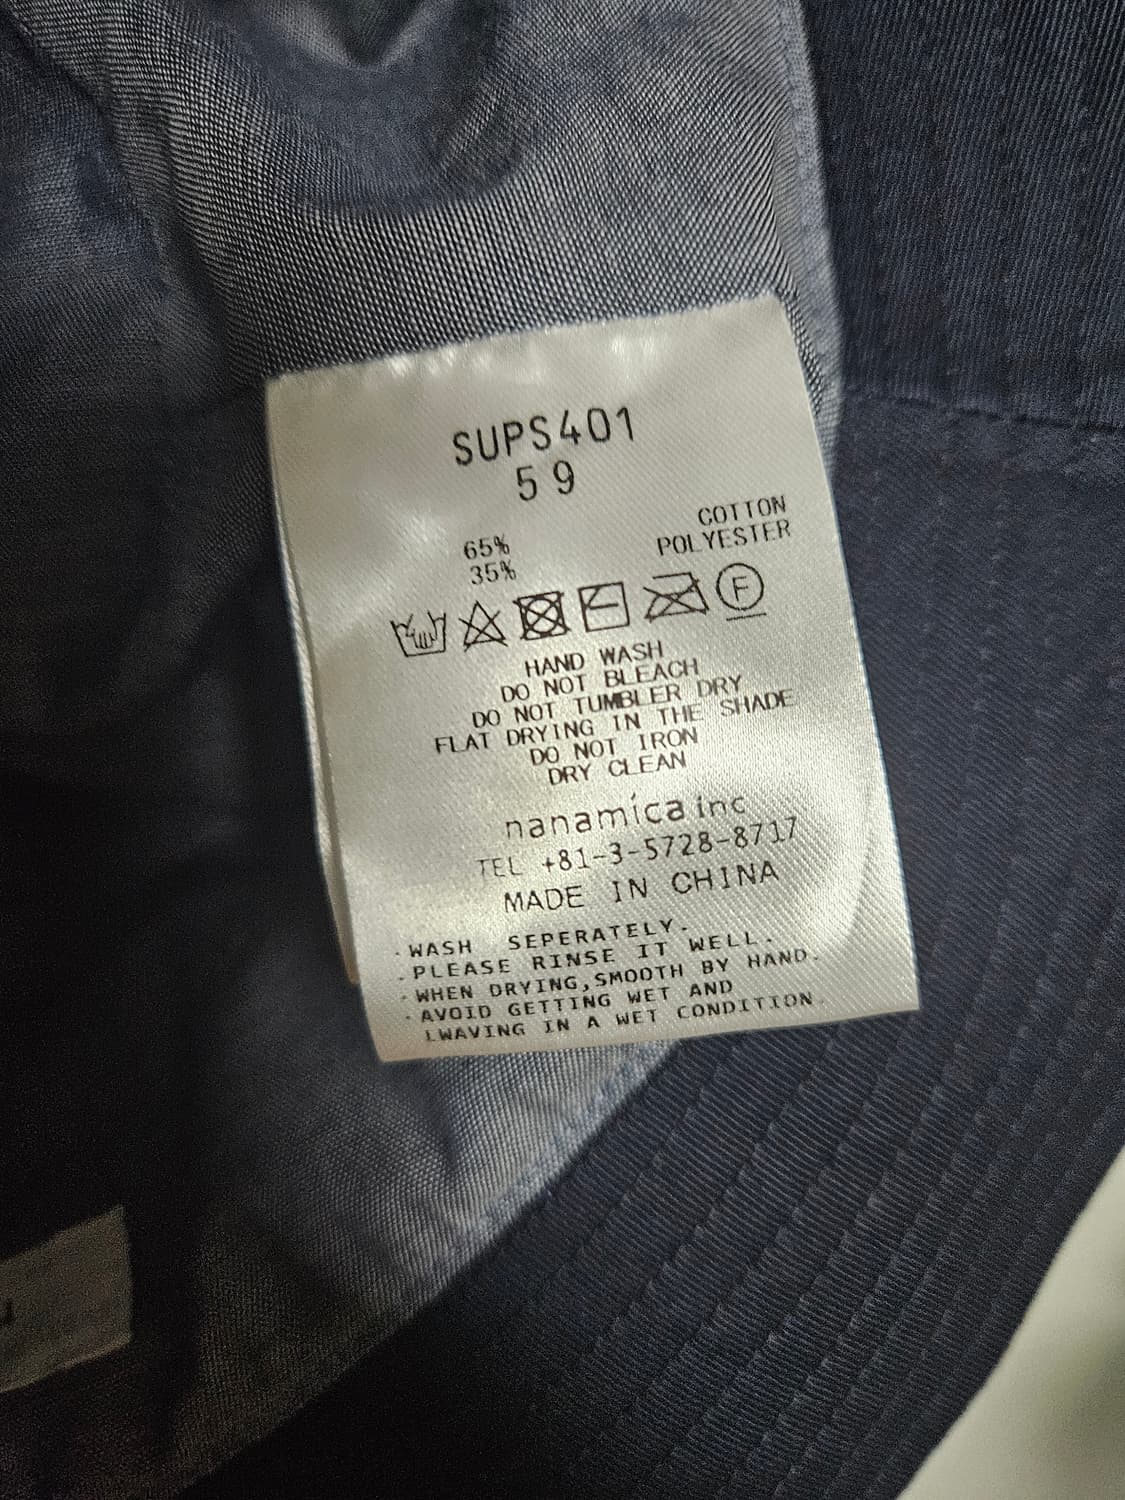 SUPS401
59
COTTON
65% POLYESTER
35%
F
HAND WASH
DO NOT BLEACH
DO NOT TUMBLER DRY
FLAT DRYING IN THE SHADE
DO NOT IRON
DRY CLEAN
nanamica inc
TEL +81-3-5728-8717
MADE IN CHINA
·WASH SEPERATELY.
·PLEASE RINSE IT WELL.
·WHEN DRYING,SMOOTH BY HAND.
·AVOID GETTING WET AND
LWAVING IN A WET CONDITION.